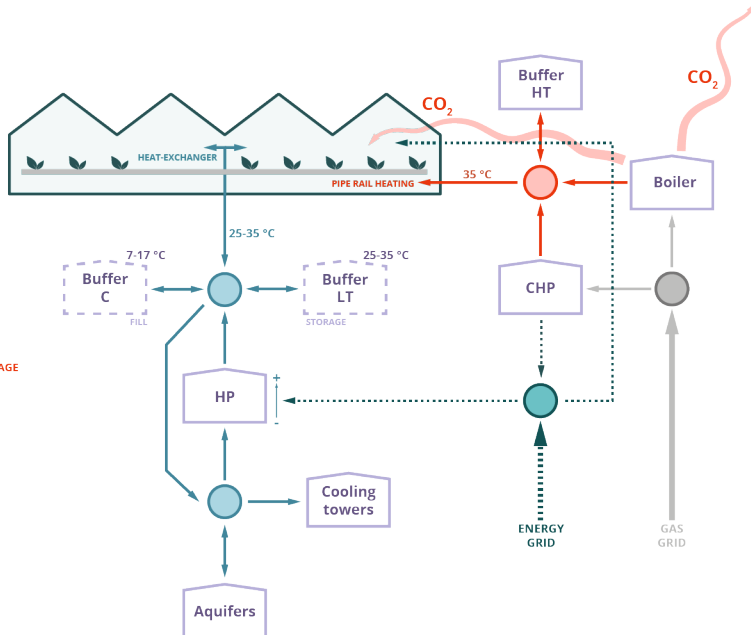 CO2
Buffer
HT
CO2
HEAT-EXCHANGER
PIPE RAIL HEATING
35 °C
Boiler
25-35 °C
7-17 °C
25-35 °C
Buffer
C
Buffer
LT
CHP
FILL
STORAGE
AGE
HP
+
-
Cooling
towers
ENERGY
GRID
GAS
GRID
Aquifers